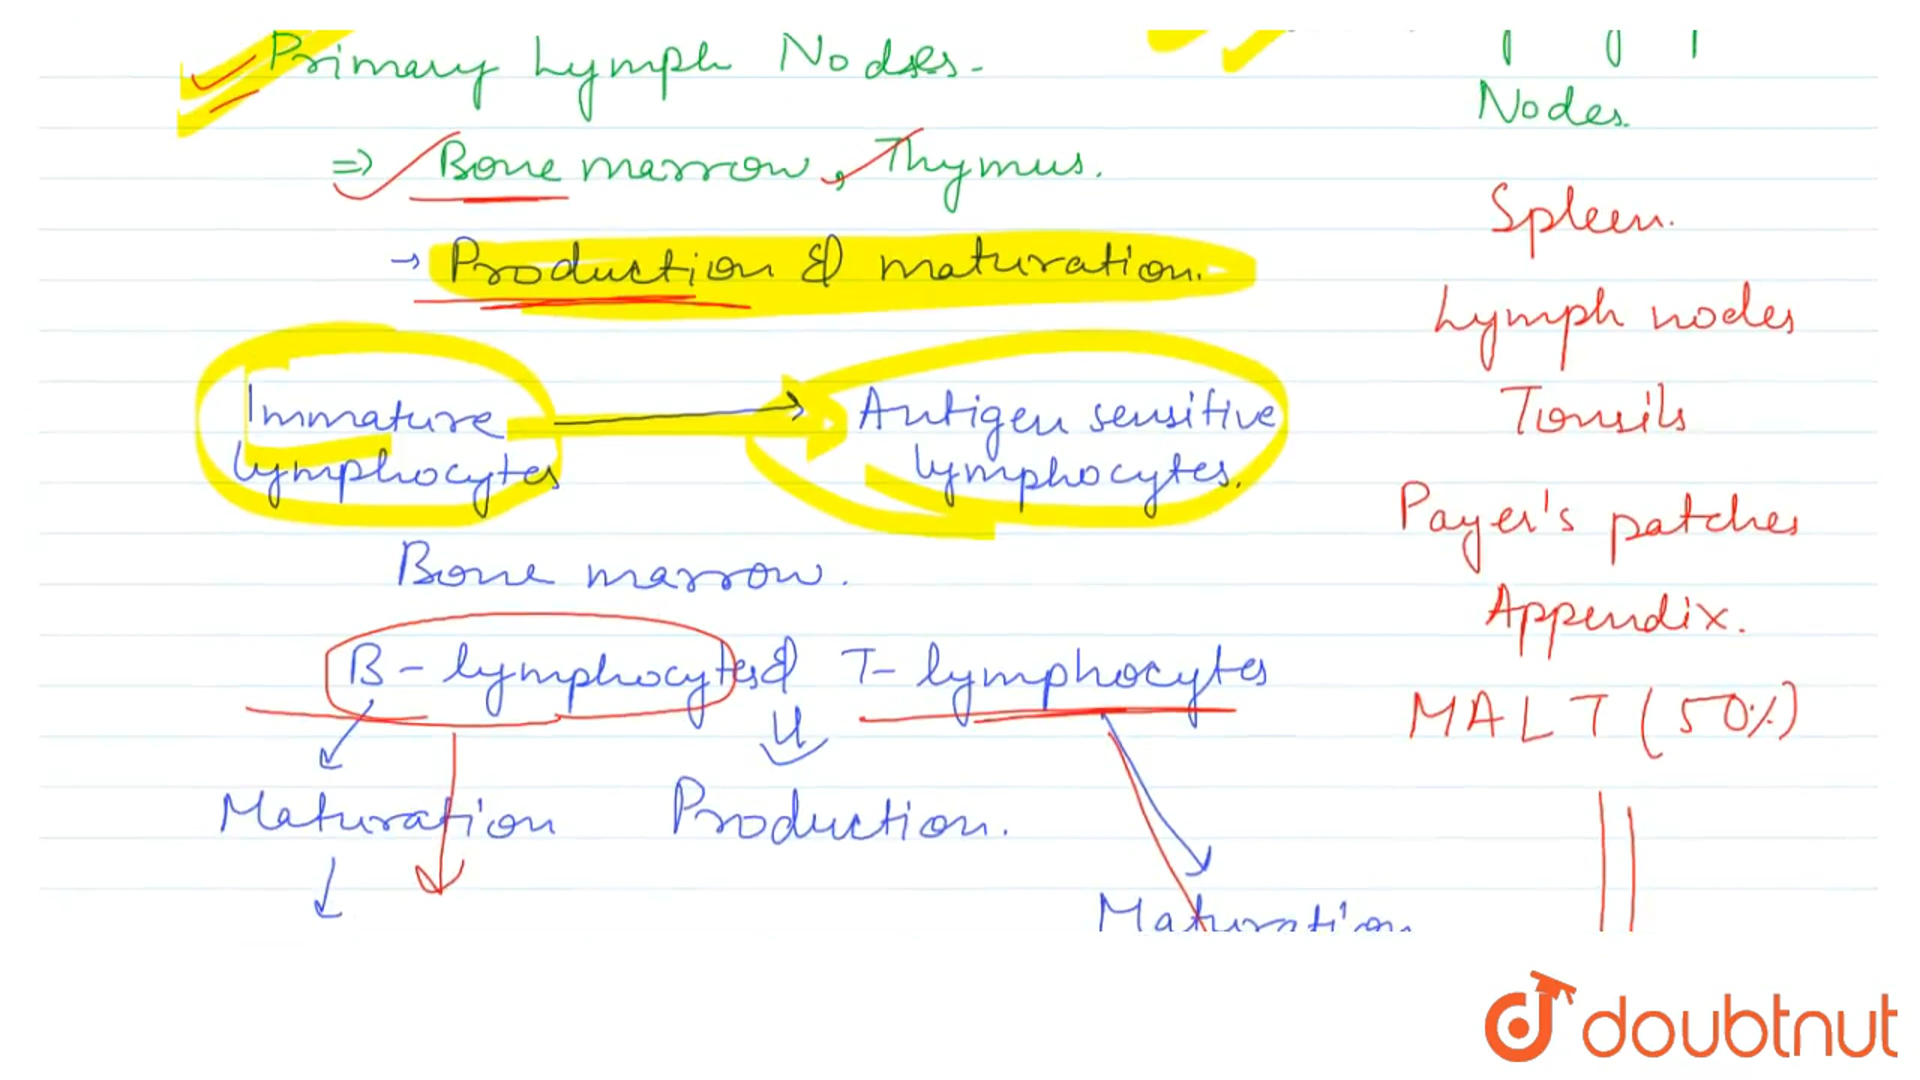 Primary Lymph Nodes.
⇒ Bone marrow, Thymus.
→ Production & maturation.
Immature
lymphocytes
→ Antigen sensitive
lymphocytes.
Bone marrow.
B - lymphocytes & T- lymphocytes
Maturation Production.
Maturation
Nodes.
Spleen.
Lymph nodes
Tonsils
Payer's patches
Appendix.
MALT (50%)
doubtnut